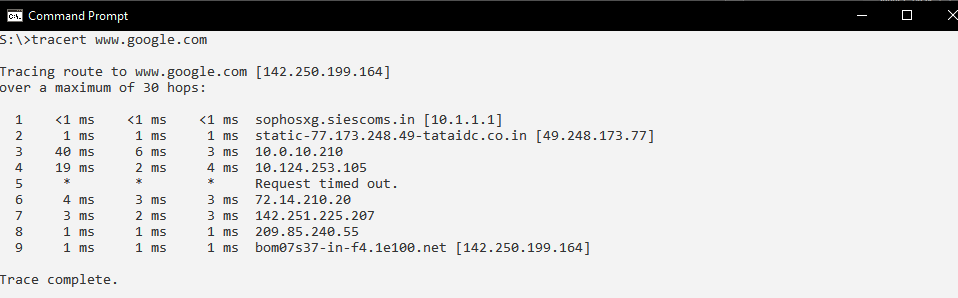 Command Prompt
S:\>tracert www.google.com
Tracing route to www.google.com [142.250.199.164]
over a maximum of 30 hops:
1 <1 ms <1 ms <1 ms sophosxg.siescoms.in [10.1.1.1]
2 1 ms 1 ms 1 ms static-77.173.248.49-tataidc.co.in [49.248.173.77]
3 40 ms 6 ms 3 ms 10.0.10.210
4 19 ms 2 ms 4 ms 10.124.253.105
5 * * * Request timed out.
6 4 ms 3 ms 3 ms 72.14.210.20
7 3 ms 2 ms 3 ms 142.251.225.207
8 1 ms 1 ms 1 ms 209.85.240.55
9 1 ms 1 ms 1 ms bom07s37-in-f4.1e100.net [142.250.199.164]
Trace complete.